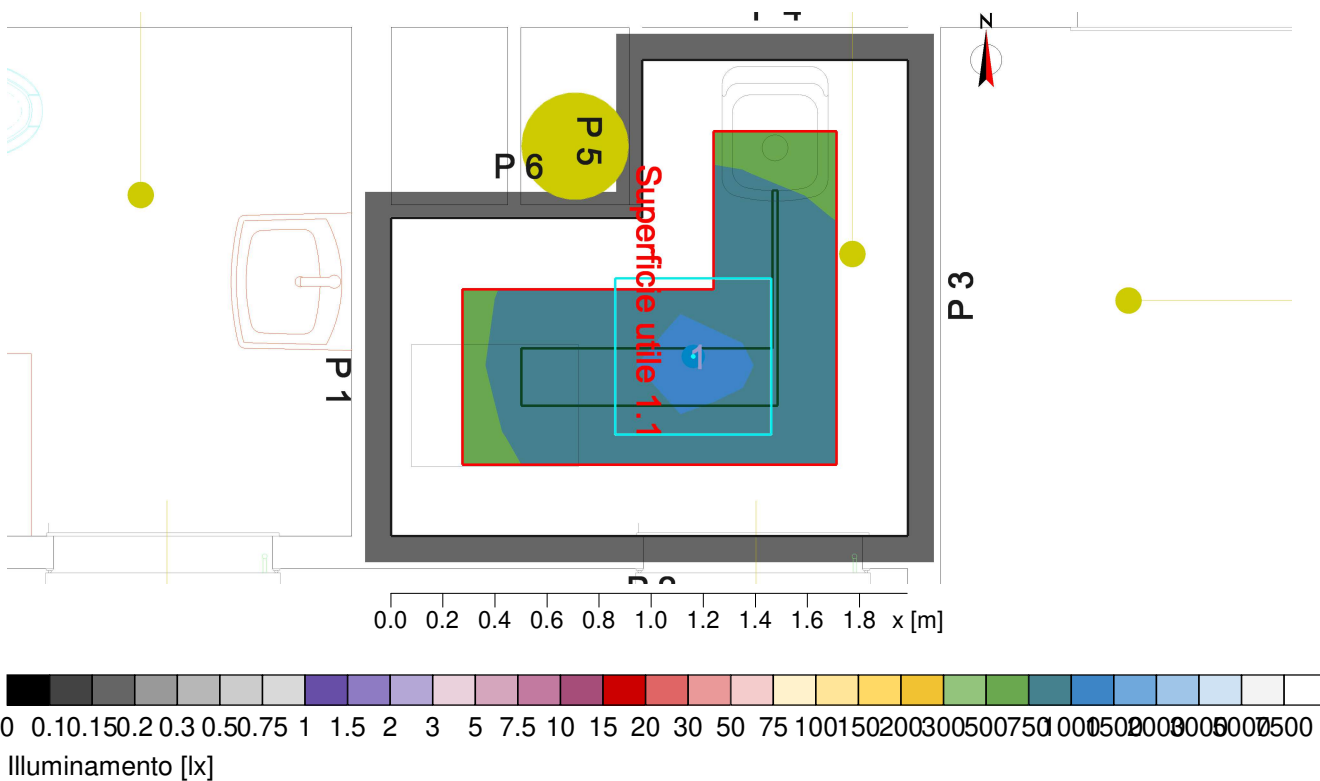 N
P 5
P 6
Superficie utile 1.1
P 3
1
P 1
0.0 0.2 0.4 0.6 0.8 1.0 1.2 1.4 1.6 1.8 x [m]
0 0.1 0.15 0.2 0.3 0.5 0.75 1 1.5 2 3 5 7.5 10 15 20 30 50 75 100 150 200 300 500 750 1000 1500 2000 3000 5000 7500
Illuminamento [lx]